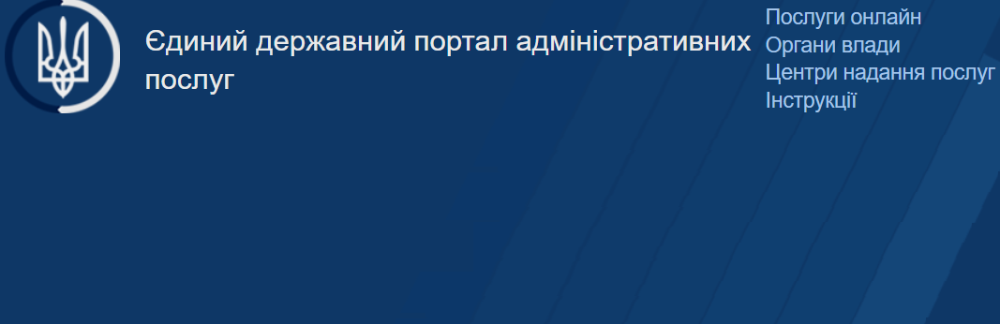 Єдиний державний портал адміністративних
послуг
Послуги онлайн
Органи влади
Центри надання послуг
Інструкції